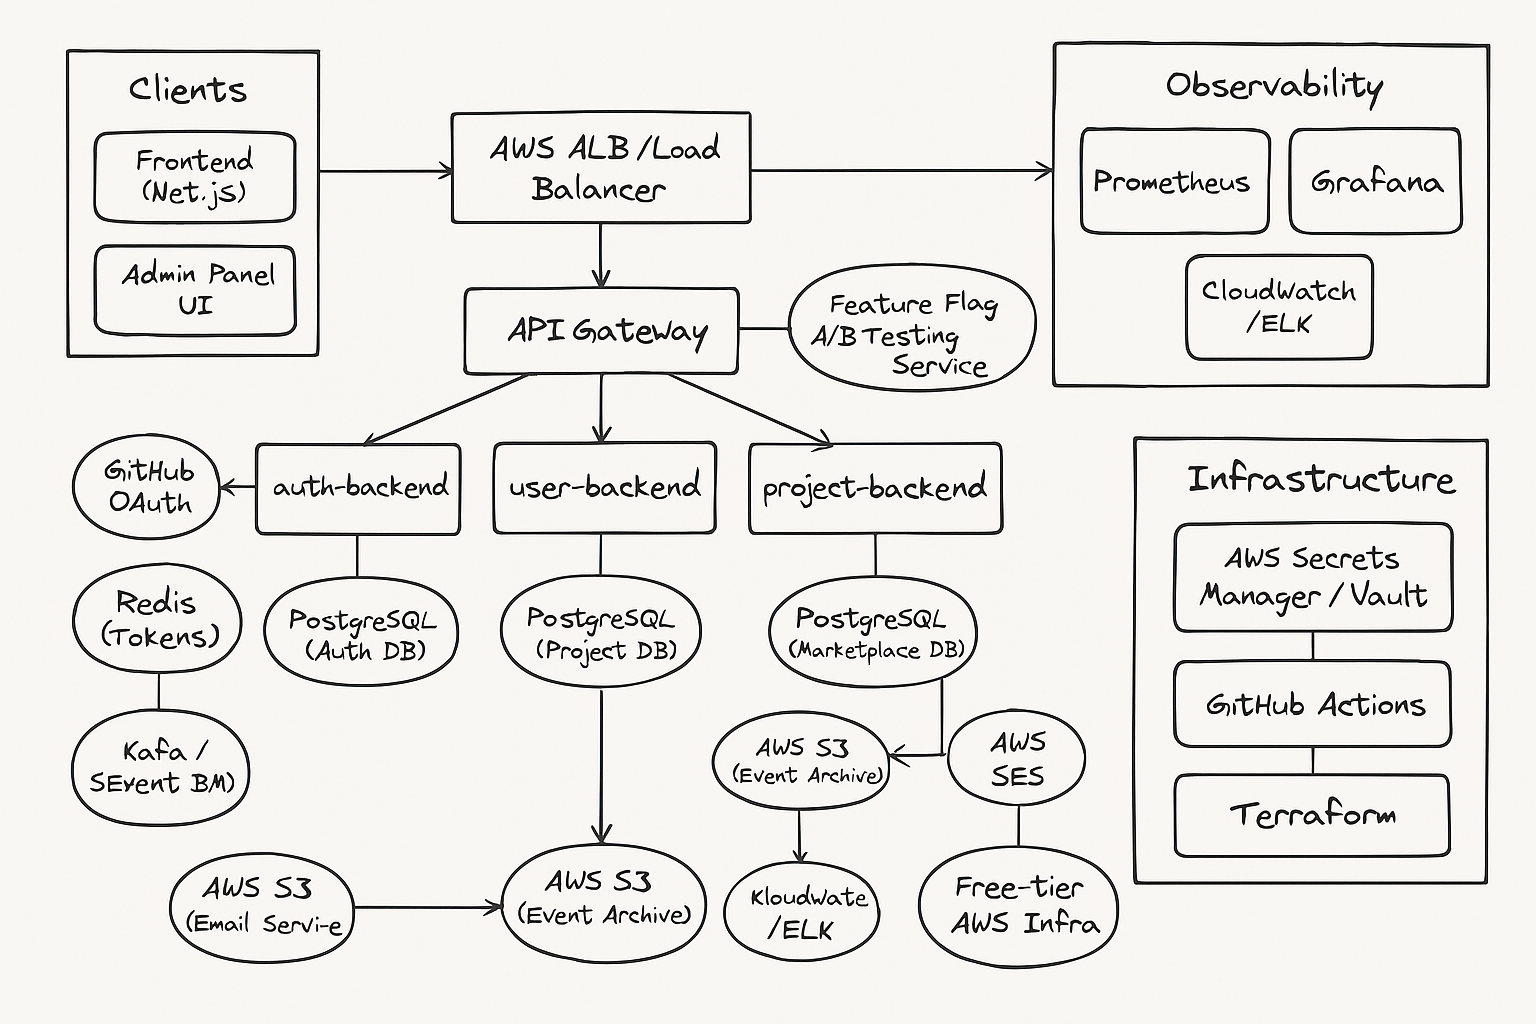 Clients
Frontend
(Net.js)
Admin Panel
UI
AWS ALB/Load
Balancer
Observability
Prometheus
Grafana
CloudWatch
/ELK
API Gateway
Feature Flag
A/B Testing
Service
GitHub
OAuth
auth-backend
user-backend
project-backend
Redis
(Tokens)
PostgreSQL
(Auth DB)
PostgreSQL
(Project DB)
PostgreSQL
(Marketplace DB)
Kafa /
SEvent BM)
AWS S3
(Event Archive)
AWS
SES
AWS S3
(Email Servi-e
AWS S3
(Event Archive)
Kloudwate
/ELK
Free-tier
AWS Infra
Infrastructure
AWS Secrets
Manager / Vault
GitHub Actions
Terraform